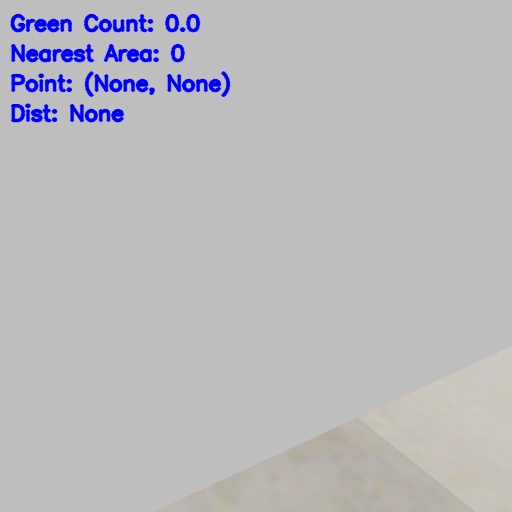 Green Count: 0.0
Nearest Area: 0
Point: (None, None)
Dist: None